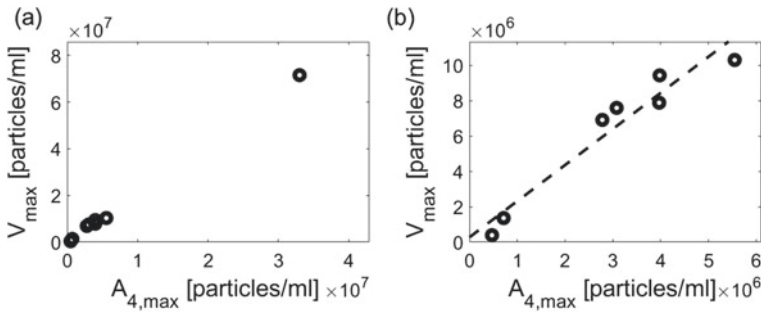 (a)
×10⁷
8
6
4
2
0
V_max [particles/ml]
0 1 2 3 4
A_4,max [particles/ml] ×10⁷
(b)
×10⁶
10
8
6
4
2
0
V_max [particles/ml]
0 1 2 3 4 5 6
A_4,max [particles/ml] ×10⁶